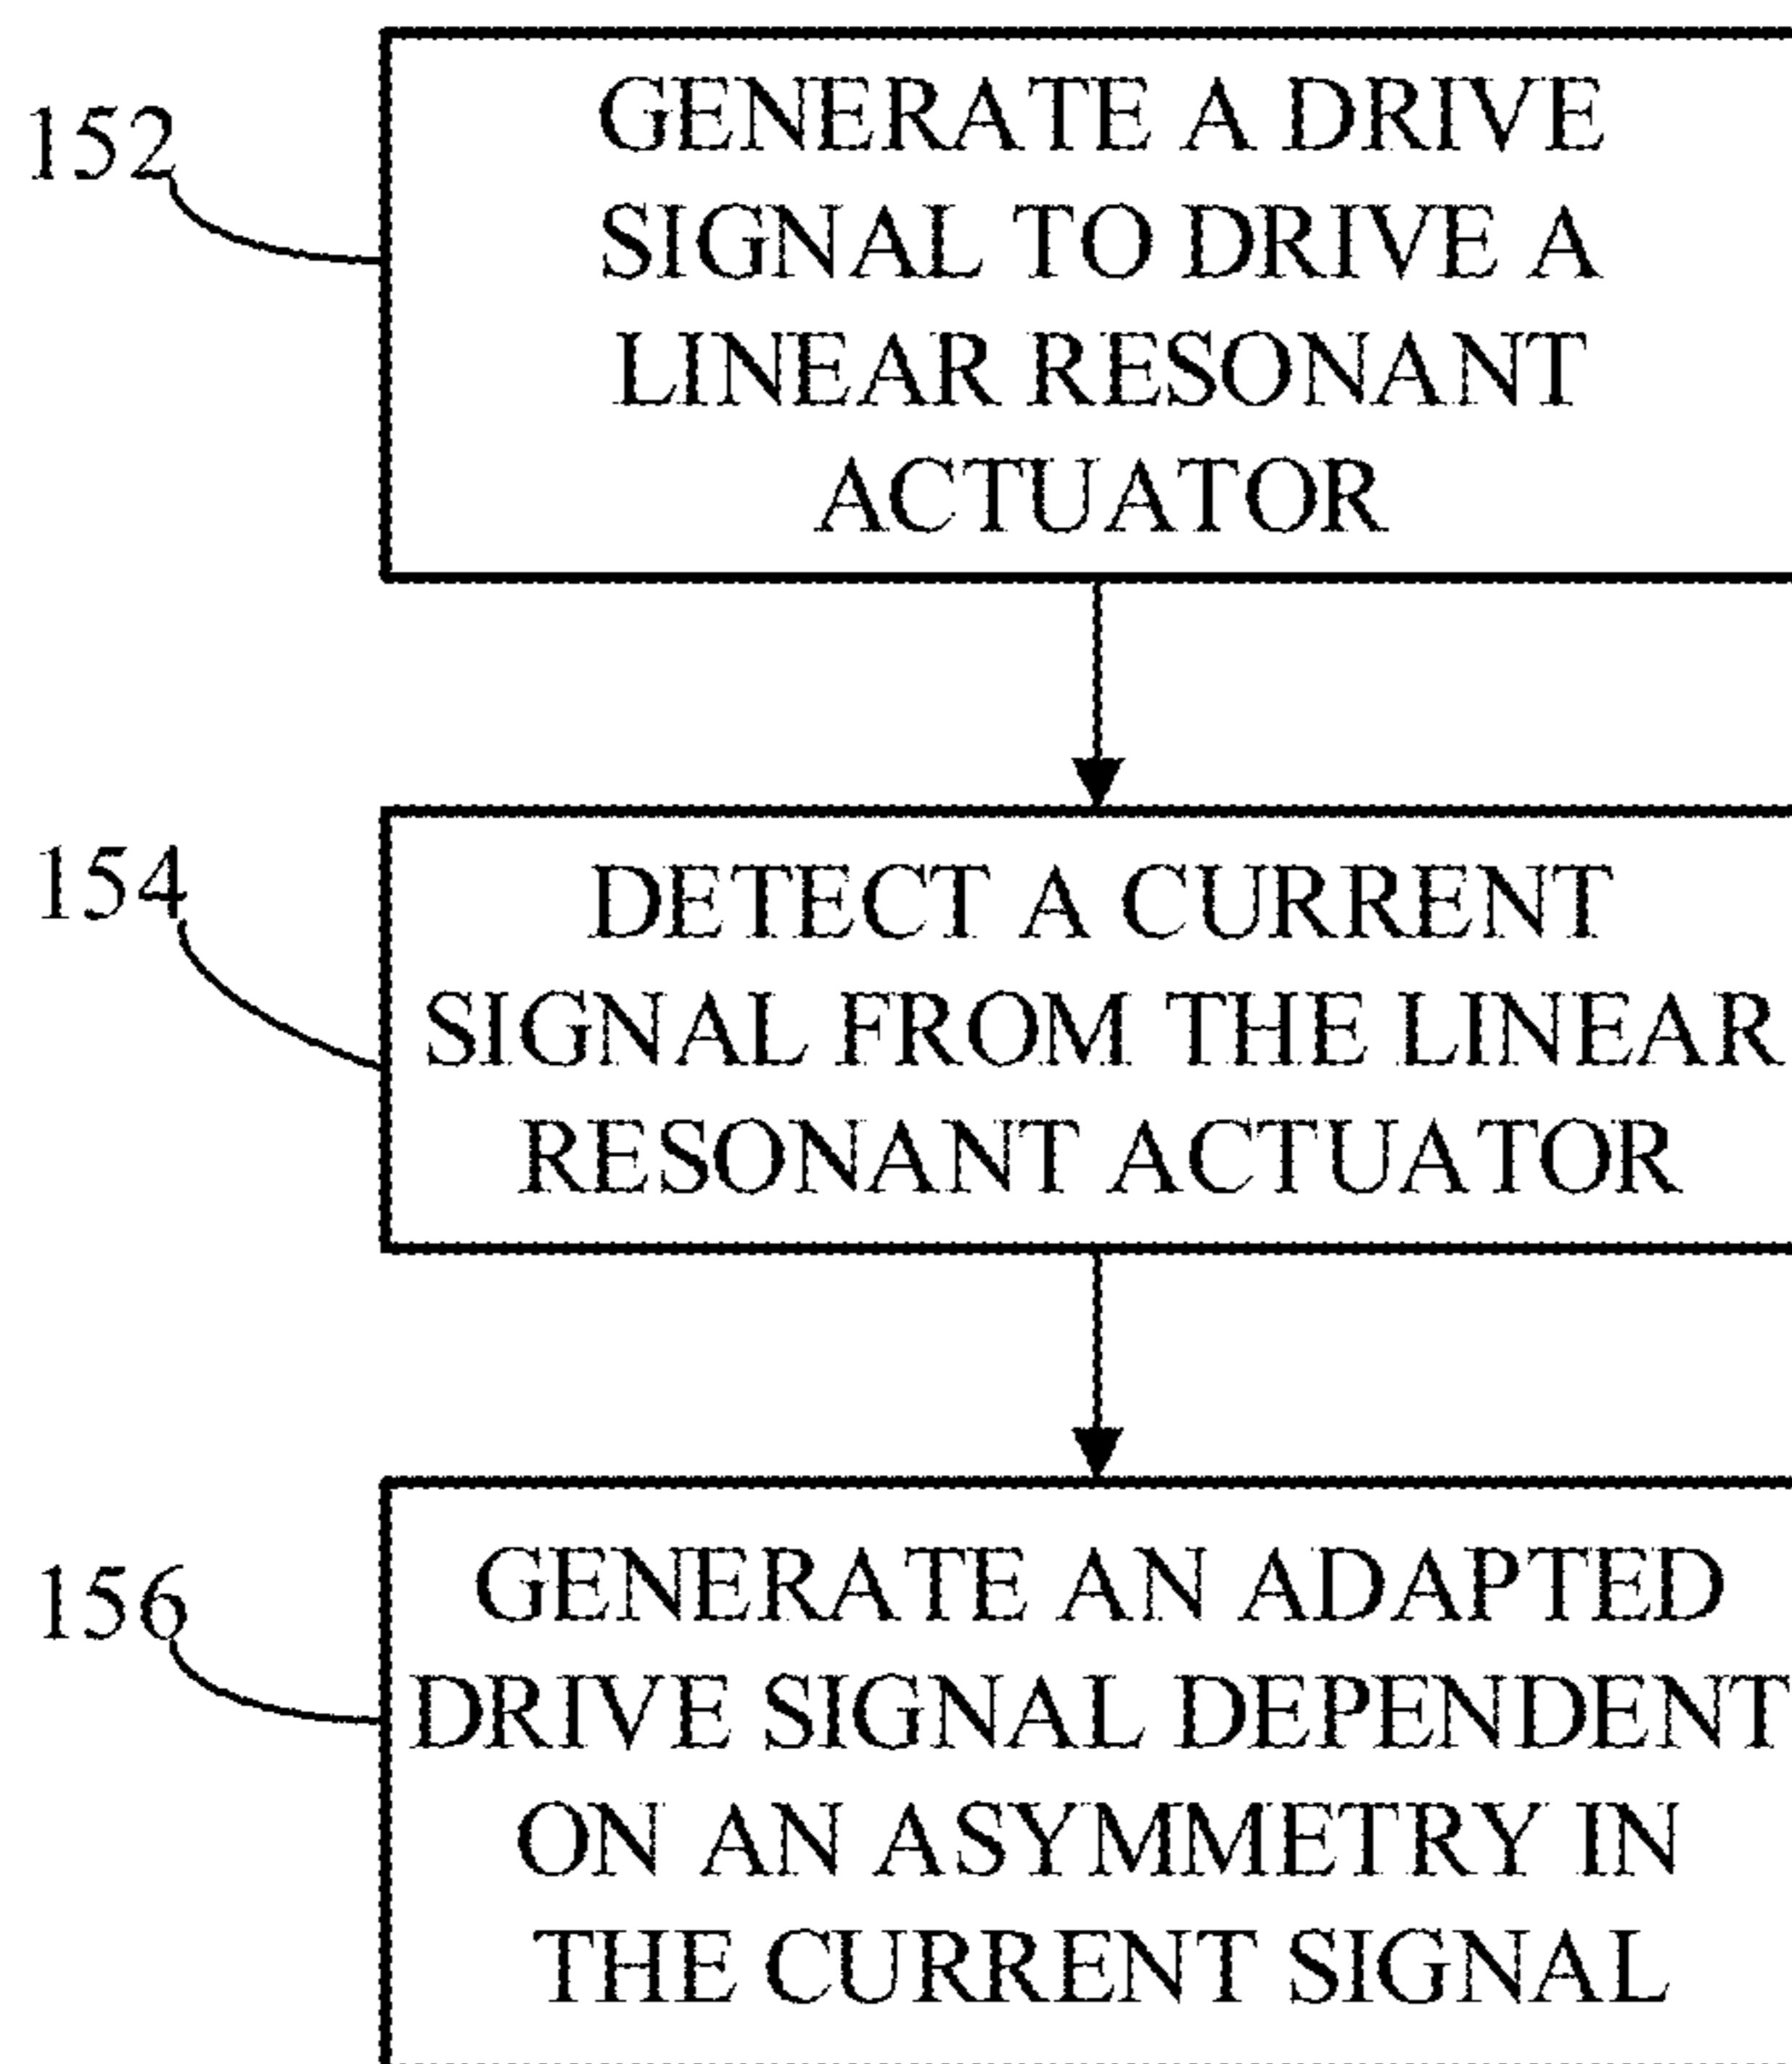 152
GENERATE A DRIVE
SIGNAL TO DRIVE A
LINEAR RESONANT
ACTUATOR
154
DETECT A CURRENT
SIGNAL FROM THE LINEAR
RESONANT ACTUATOR
156
GENERATE AN ADAPTED
DRIVE SIGNAL DEPENDENT
ON AN ASYMMETRY IN
THE CURRENT SIGNAL